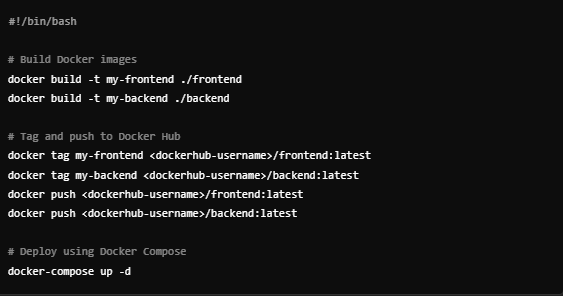 #!/bin/bash
# Build Docker images
docker build -t my-frontend ./frontend
docker build -t my-backend ./backend
# Tag and push to Docker Hub
docker tag my-frontend <dockerhub-username>/frontend:latest
docker tag my-backend <dockerhub-username>/backend:latest
docker push <dockerhub-username>/frontend:latest
docker push <dockerhub-username>/backend:latest
# Deploy using Docker Compose
docker-compose up -d